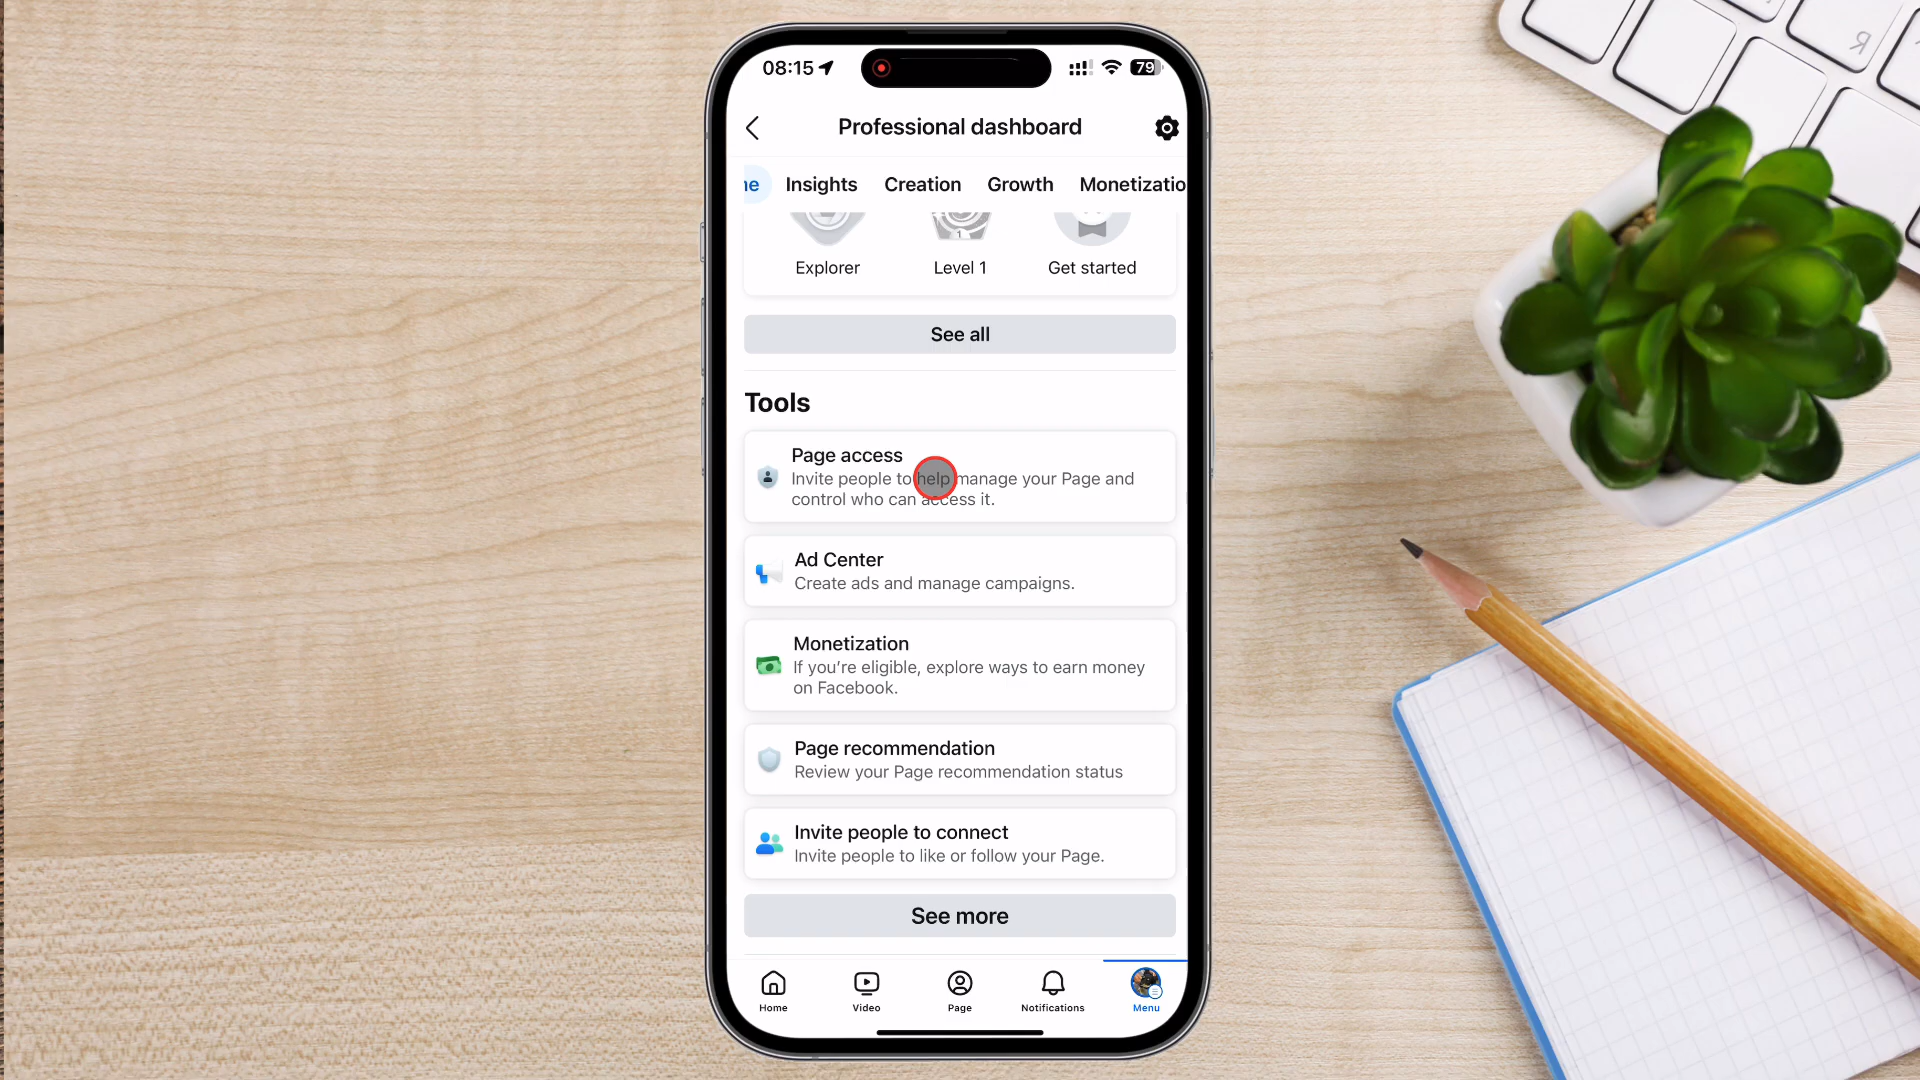 08:15
79
Professional dashboard
Insights Creation Growth
Explorer Level 1 Get started
1
See all
Tools
Page access
Invite people to help manage your Page and
control who can access it.
Ad Center
Create ads and manage campaigns.
Monetization
If you're eligible, explore ways to earn money
on Facebook.
Page recommendation
Review your Page recommendation status
Invite people to connect
Invite people to like or follow your Page.
See more
Home Video Page Notifications Menu